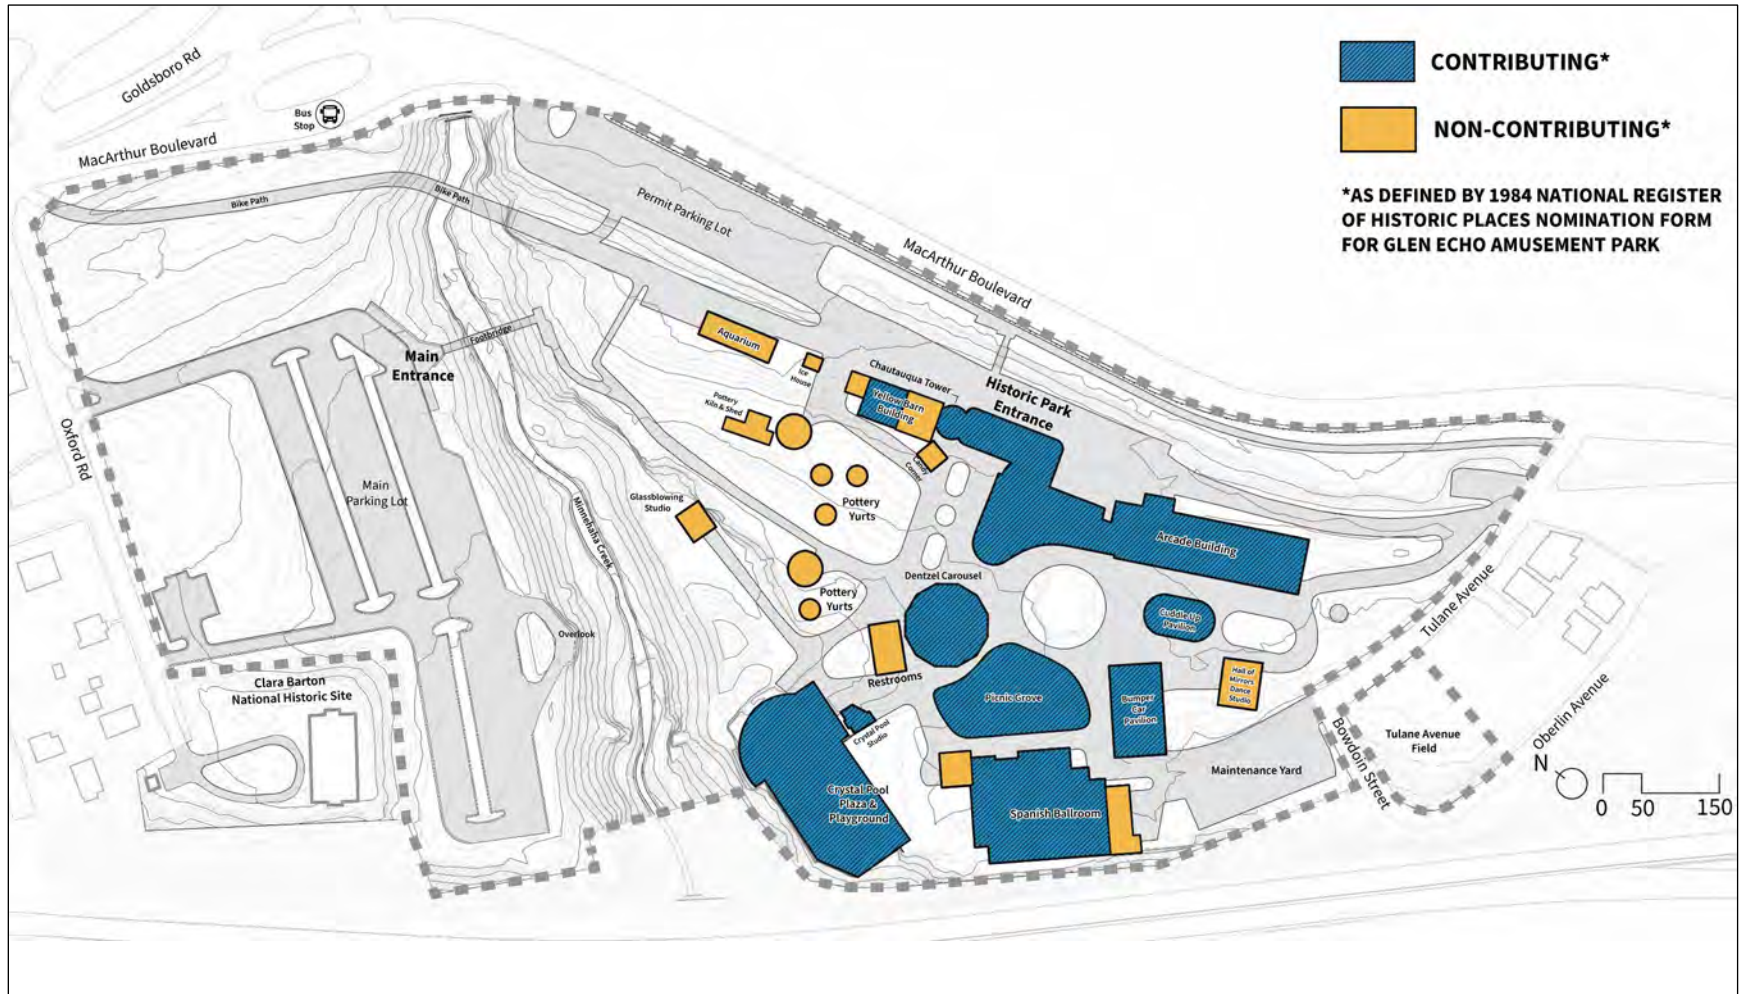 Goldsboro Rd
Bus
Stop
MacArthur Boulevard
Bike Path
Bike Path
Permit Parking Lot
MacArthur Boulevard
CONTRIBUTING*
NON-CONTRIBUTING*
*AS DEFINED BY 1984 NATIONAL REGISTER
OF HISTORIC PLACES NOMINATION FORM
FOR GLEN ECHO AMUSEMENT PARK
Footbridge
Main
Entrance
Aquarium
Ice
House
Chautauqua Tower
Yellow Barn
Building
Historic Park
Entrance
Pottery
Kiln & Shed
Candy
Corner
Oxford Rd
Main
Parking Lot
Glassblowing
Studio
Minnehaha Creek
Pottery
Yurts
Arcade Building
Dentzel Carousel
Pottery
Yurts
Cuddle Up
Pavilion
Tulane Avenue
Overlook
Restrooms
Clara Barton
National Historic Site
Picnic Grove
Bumper
Car
Pavilion
Hall of
Mirrors
Dance
Studio
Crystal Pool
Studio
Crystal Pool
Plaza &
Playground
Spanish Ballroom
Maintenance Yard
Bowdoin Street
Tulane Avenue
Field
Oberlin Avenue
N
0 50 150